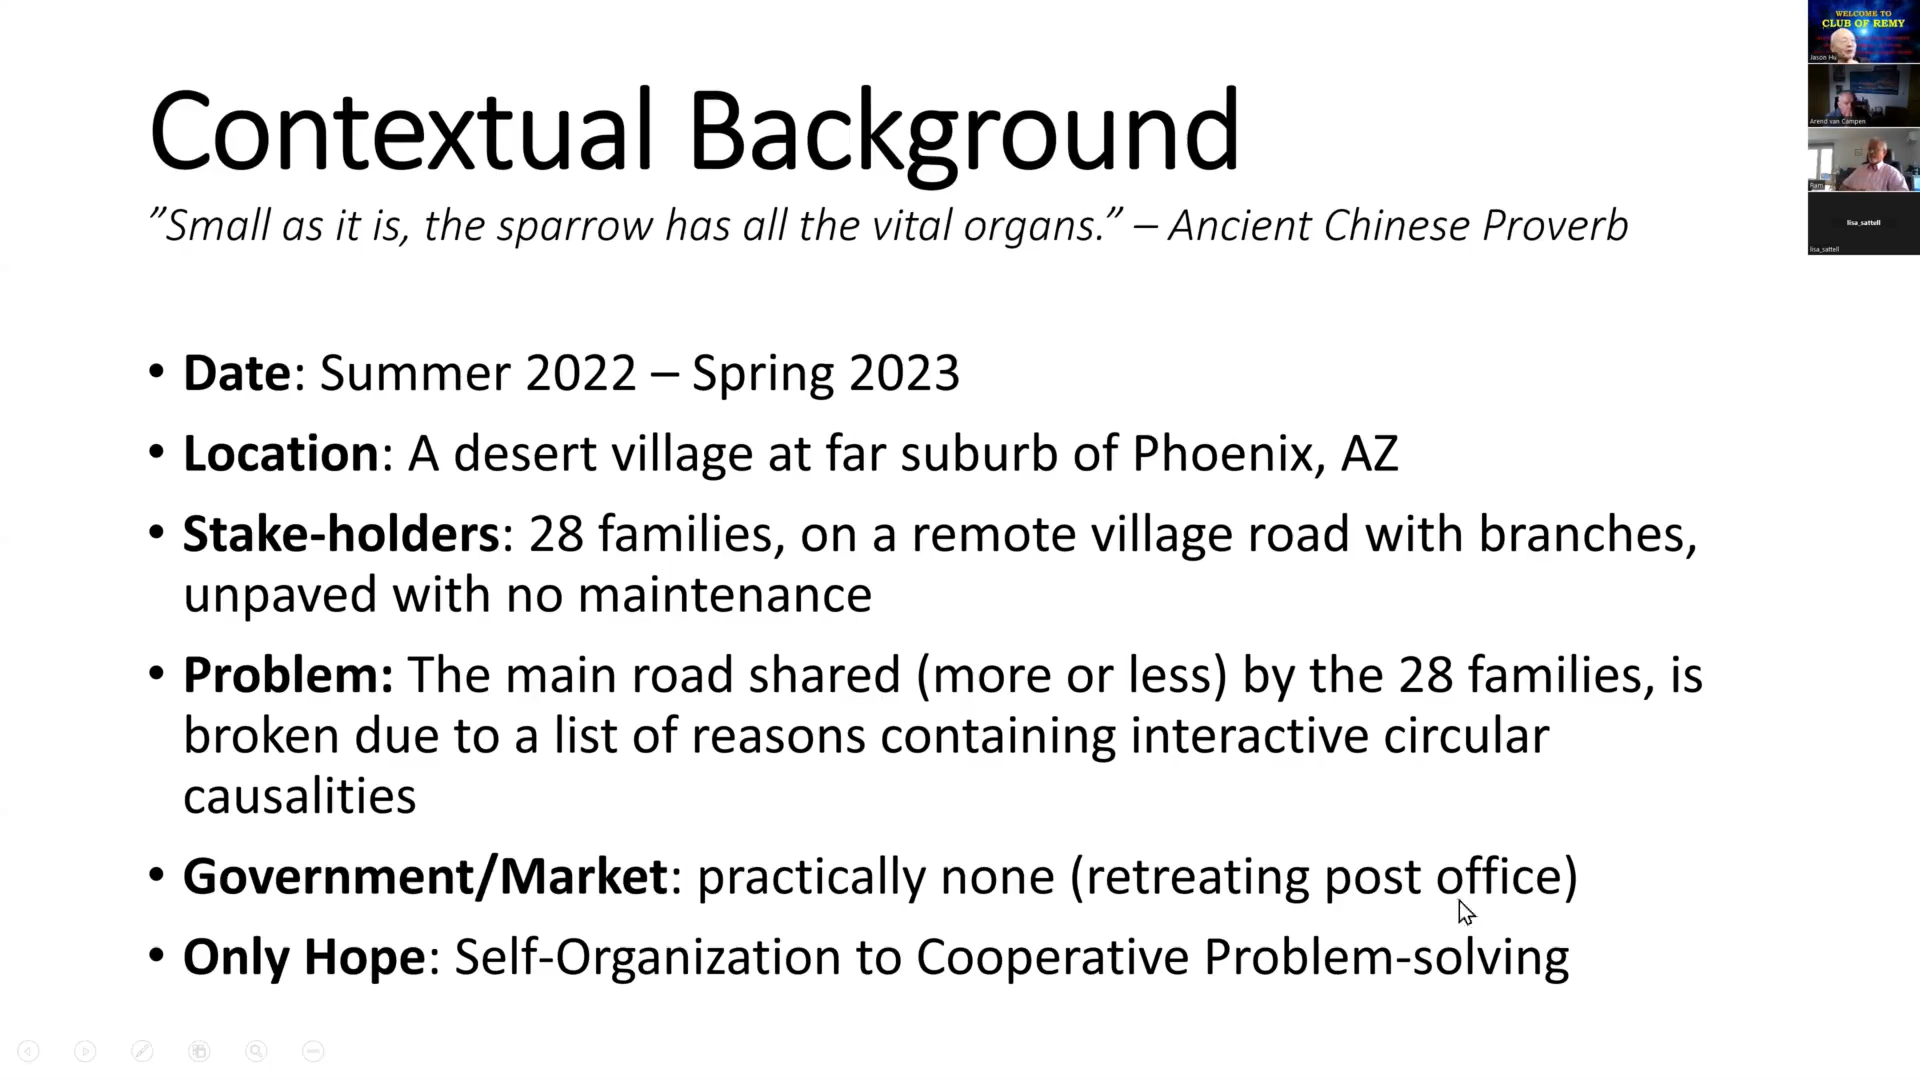 Contextual Background
”Small as it is, the sparrow has all the vital organs.” – Ancient Chinese Proverb
• Date: Summer 2022 – Spring 2023
• Location: A desert village at far suburb of Phoenix, AZ
• Stake-holders: 28 families, on a remote village road with branches,
unpaved with no maintenance
• Problem: The main road shared (more or less) by the 28 families, is
broken due to a list of reasons containing interactive circular
causalities
• Government/Market: practically none (retreating post office)
• Only Hope: Self-Organization to Cooperative Problem-solving
WELCOME TO
CLUB OF REMY
Jason Hu
Arend van Campen
Ram
lisa_sattell
lisa_sattell